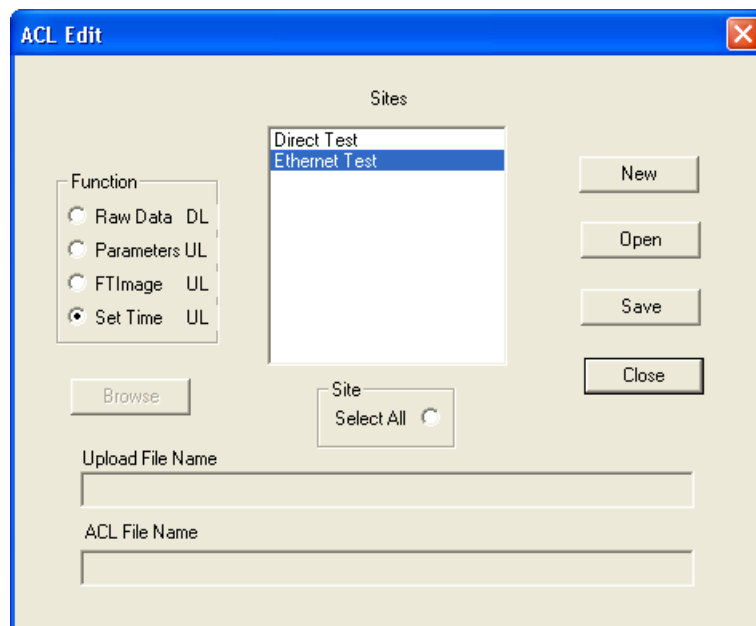 ACL Edit
Sites
Direct Test
Ethernet Test
Function
Raw Data DL
Parameters UL
FTImage UL
Set Time UL
New
Open
Save
Close
Browse
Site
Select All
Upload File Name
ACL File Name